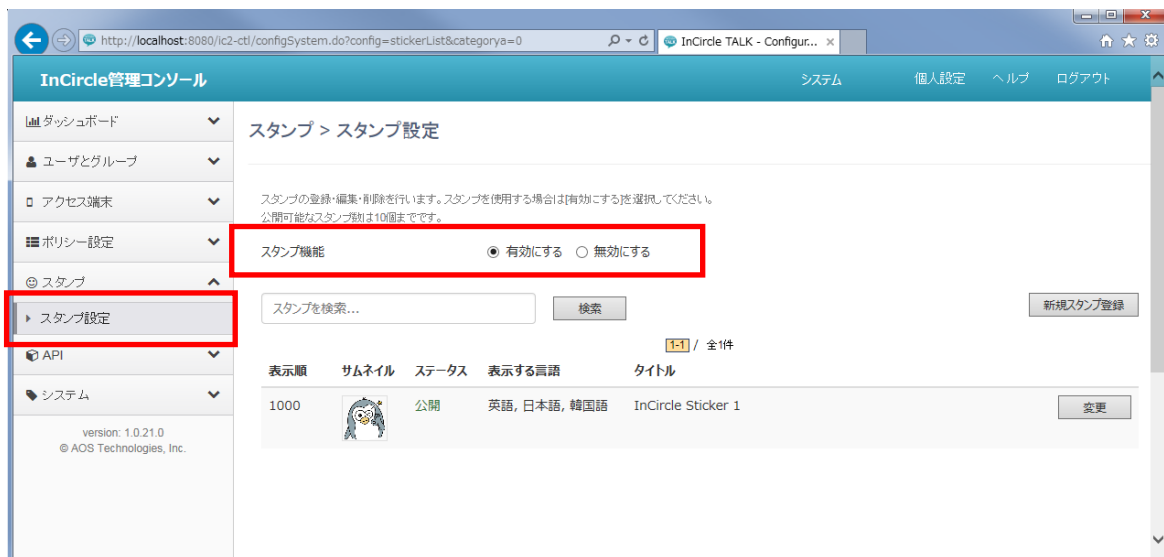 http://localhost:8080/ic2-ctl/configSystem.do?config=stickerList&categorya=0
InCircle TALK - Configur...
InCircle管理コンソール
システム
個人設定
ヘルプ
ログアウト
ダッシュボード
ユーザとグループ
アクセス端末
ポリシー設定
スタンプ
スタンプ設定
API
システム
version: 1.0.21.0
© AOS Technologies, Inc.
スタンプ > スタンプ設定
スタンプの登録・編集・削除を行います。スタンプを使用する場合は[有効にする]を選択してください。
公開可能なスタンプ数は10個までです。
スタンプ機能 有効にする 無効にする
スタンプを検索... 検索 新規スタンプ登録
1-1 / 全1件
表示順 サムネイル ステータス 表示する言語 タイトル
1000 公開 英語, 日本語, 韓国語 InCircle Sticker 1 変更